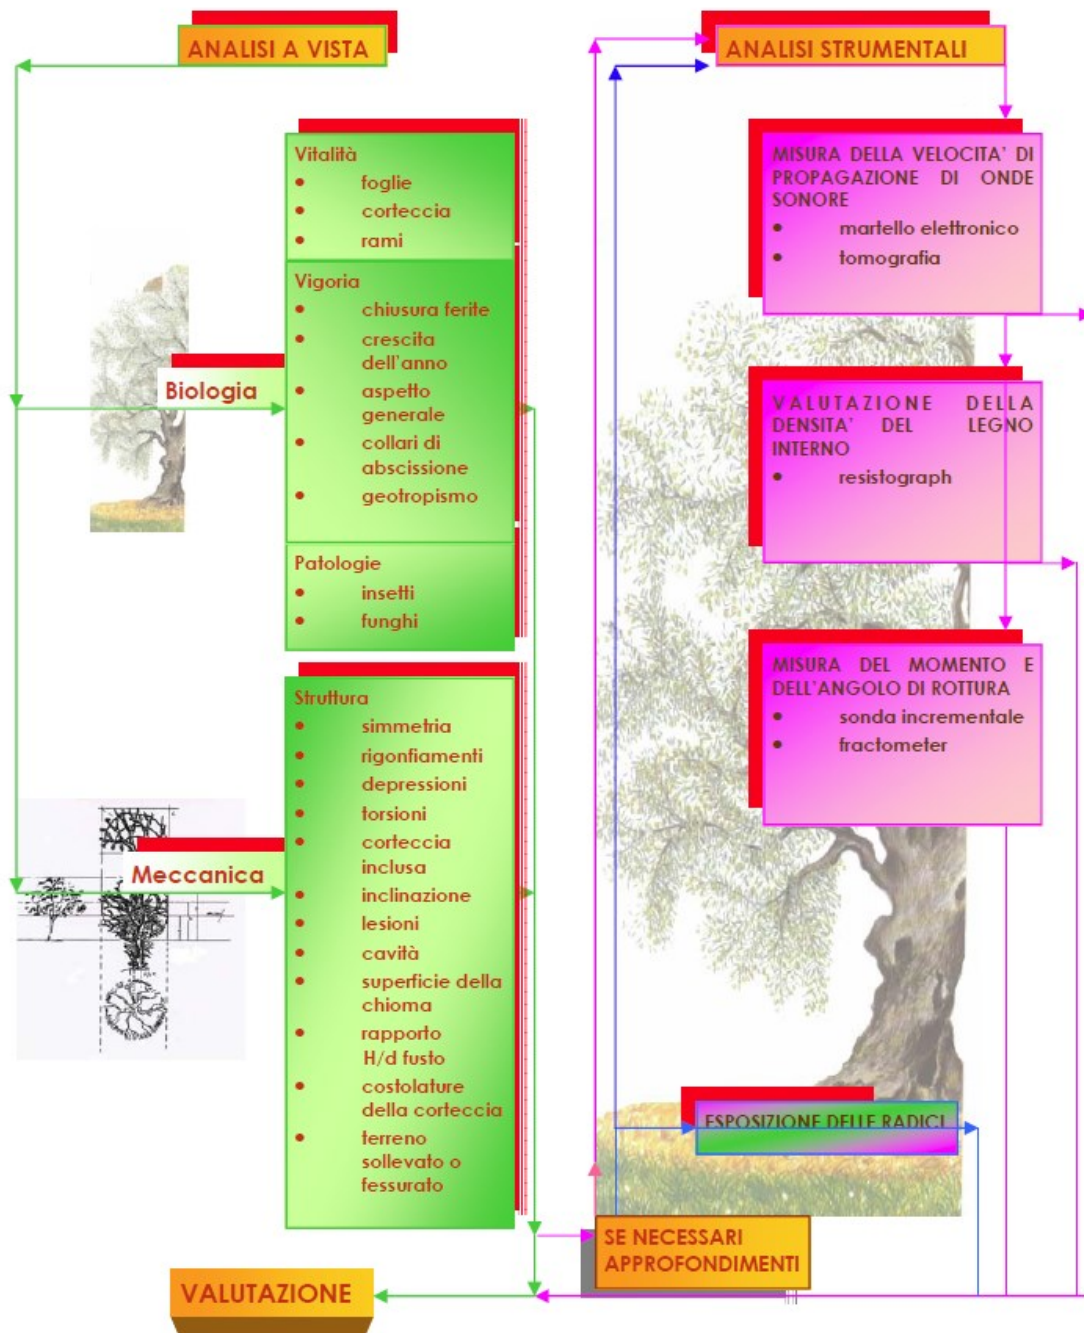 ANALISI A VISTA
Vitalità
• foglie
• corteccia
• rami
Vigoria
• chiusura ferite
• crescita
dell'anno
• aspetto
generale
• collari di
abscissione
• geotropismo
Biologia
Patologie
• insetti
• funghi
Struttura
• simmetria
• rigonfiamenti
• depressioni
• torsioni
• corteccia
inclusa
• inclinazione
• lesioni
• cavità
• superficie della
chioma
• rapporto
H/d fusto
• costolature
della corteccia
• terreno
sollevato o
fessurato
Meccanica
VALUTAZIONE
ANALISI STRUMENTALI
MISURA DELLA VELOCITA' DI
PROPAGAZIONE DI ONDE
SONORE
• martello elettronico
• tomografia
VALUTAZIONE DELLA
DENSITA' DEL LEGNO
INTERNO
• resistograph
MISURA DEL MOMENTO E
DELL'ANGOLO DI ROTTURA
• sonda incrementale
• fractometer
ESPOSIZIONE DELLE RADICI
SE NECESSARI
APPROFONDIMENTI